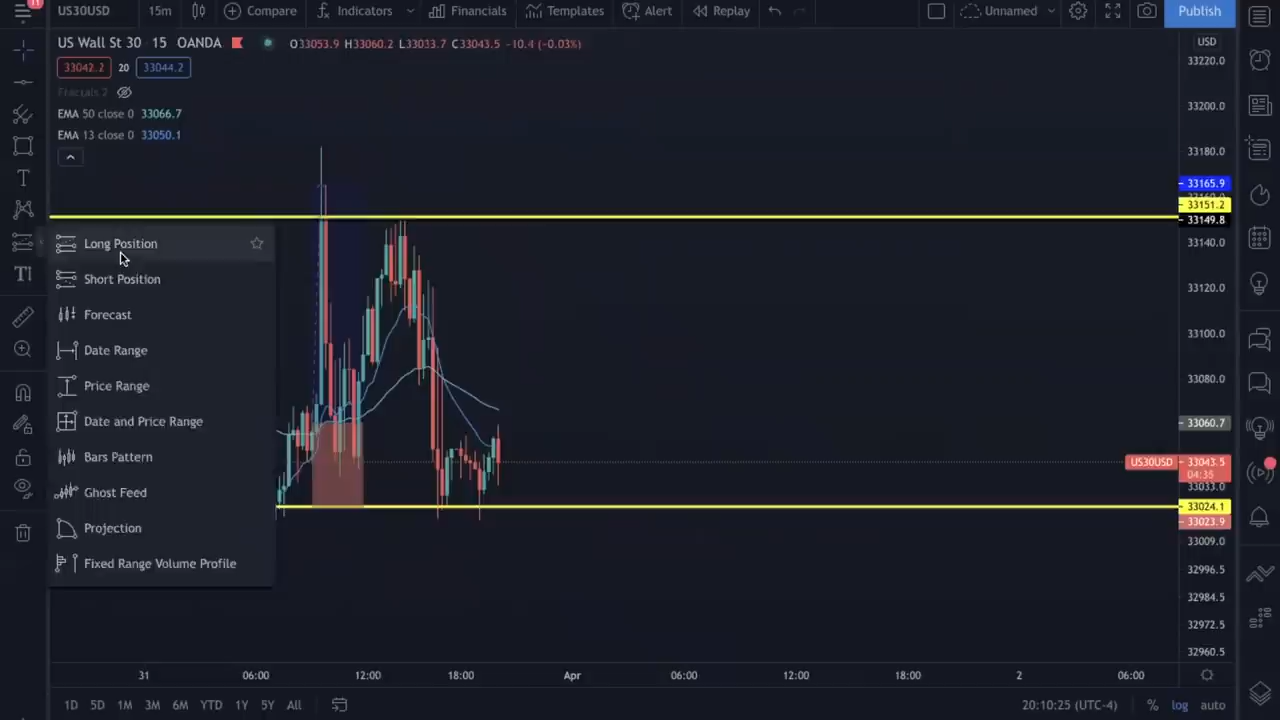 11
US30USD 15m Compare Indicators Financials Templates Alert Replay Unnamed Publish
US Wall St 30 15 OANDA O33053.9 H33060.2 L33033.7 C33043.5 -10.4 (-0.03%)
USD
33042.2 20 33044.2
Fractals 2
EMA 50 close 0 33066.7
EMA 13 close 0 33050.1
33220.0
33200.0
33180.0
33165.9
33151.2
33149.8
33140.0
33120.0
33100.0
33080.0
33060.7
US30USD 33043.5
04:35
33033.0
33024.1
33023.9
33009.0
32996.5
32984.5
32972.5
32960.5
Long Position
Short Position
Forecast
Date Range
Price Range
Date and Price Range
Bars Pattern
Ghost Feed
Projection
Fixed Range Volume Profile
31 06:00 12:00 18:00 Apr 06:00 12:00 18:00 2 06:00
1D 5D 1M 3M 6M YTD 1Y 5Y All 20:10:25 (UTC-4) % log auto